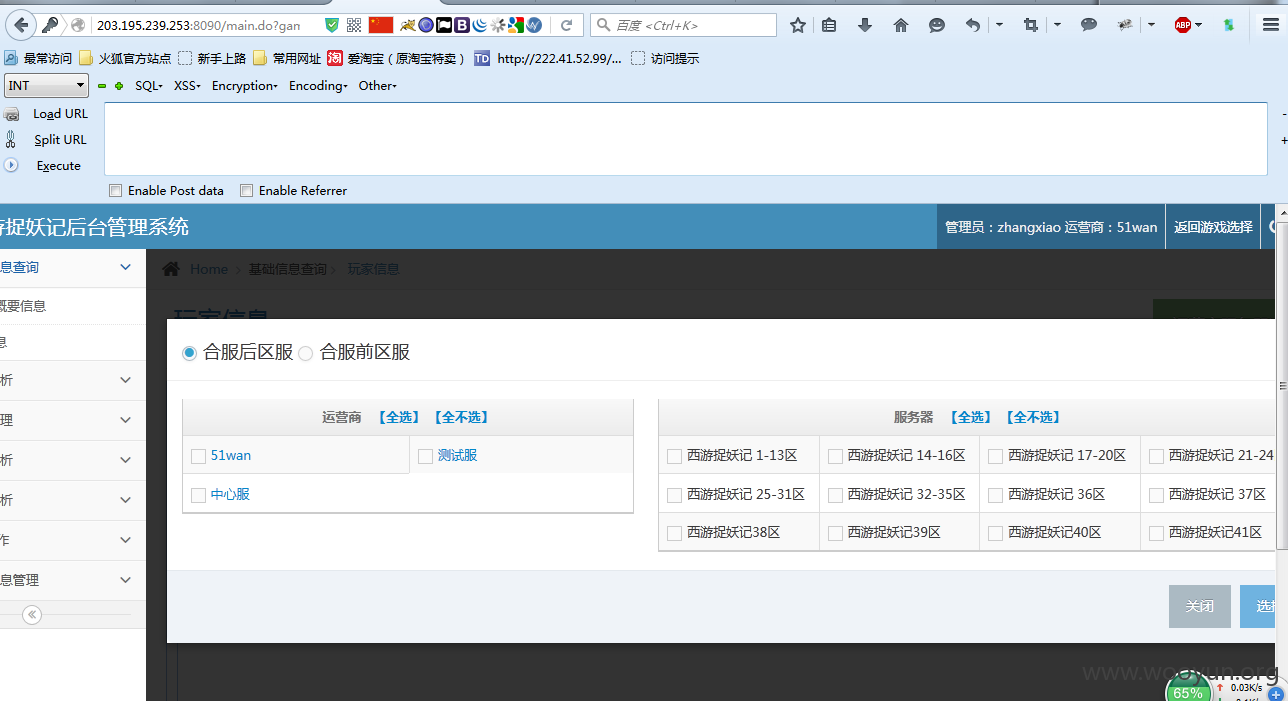 203.195.239.253:8090/main.do?gan
百度 <Ctrl+K>
ABP
最常访问 火狐官方站点 新手上路 常用网址 淘 爱淘宝（原淘宝特卖） TD http://222.41.52.99/... 访问提示
INT SQL XSS Encryption Encoding Other
Load URL
Split URL
Execute
Enable Post data Enable Referrer
捉妖记后台管理系统 管理员：zhangxiao 运营商：51wan 返回游戏选择
息查询
Home 基础信息查询 玩家信息
概要信息
玩家信息
息
合服后区服 合服前区服
析
运营商 【全选】 【全不选】 服务器 【全选】 【全不选】
理
51wan 测试服 西游捉妖记 1-13区 西游捉妖记 14-16区 西游捉妖记 17-20区 西游捉妖记 21-24
析
中心服 西游捉妖记 25-31区 西游捉妖记 32-35区 西游捉妖记 36区 西游捉妖记 37区
析
西游捉妖记38区 西游捉妖记39区 西游捉妖记40区 西游捉妖记41区
作
息管理
关闭 选
www.wooyun.org
65% 0.03K/s